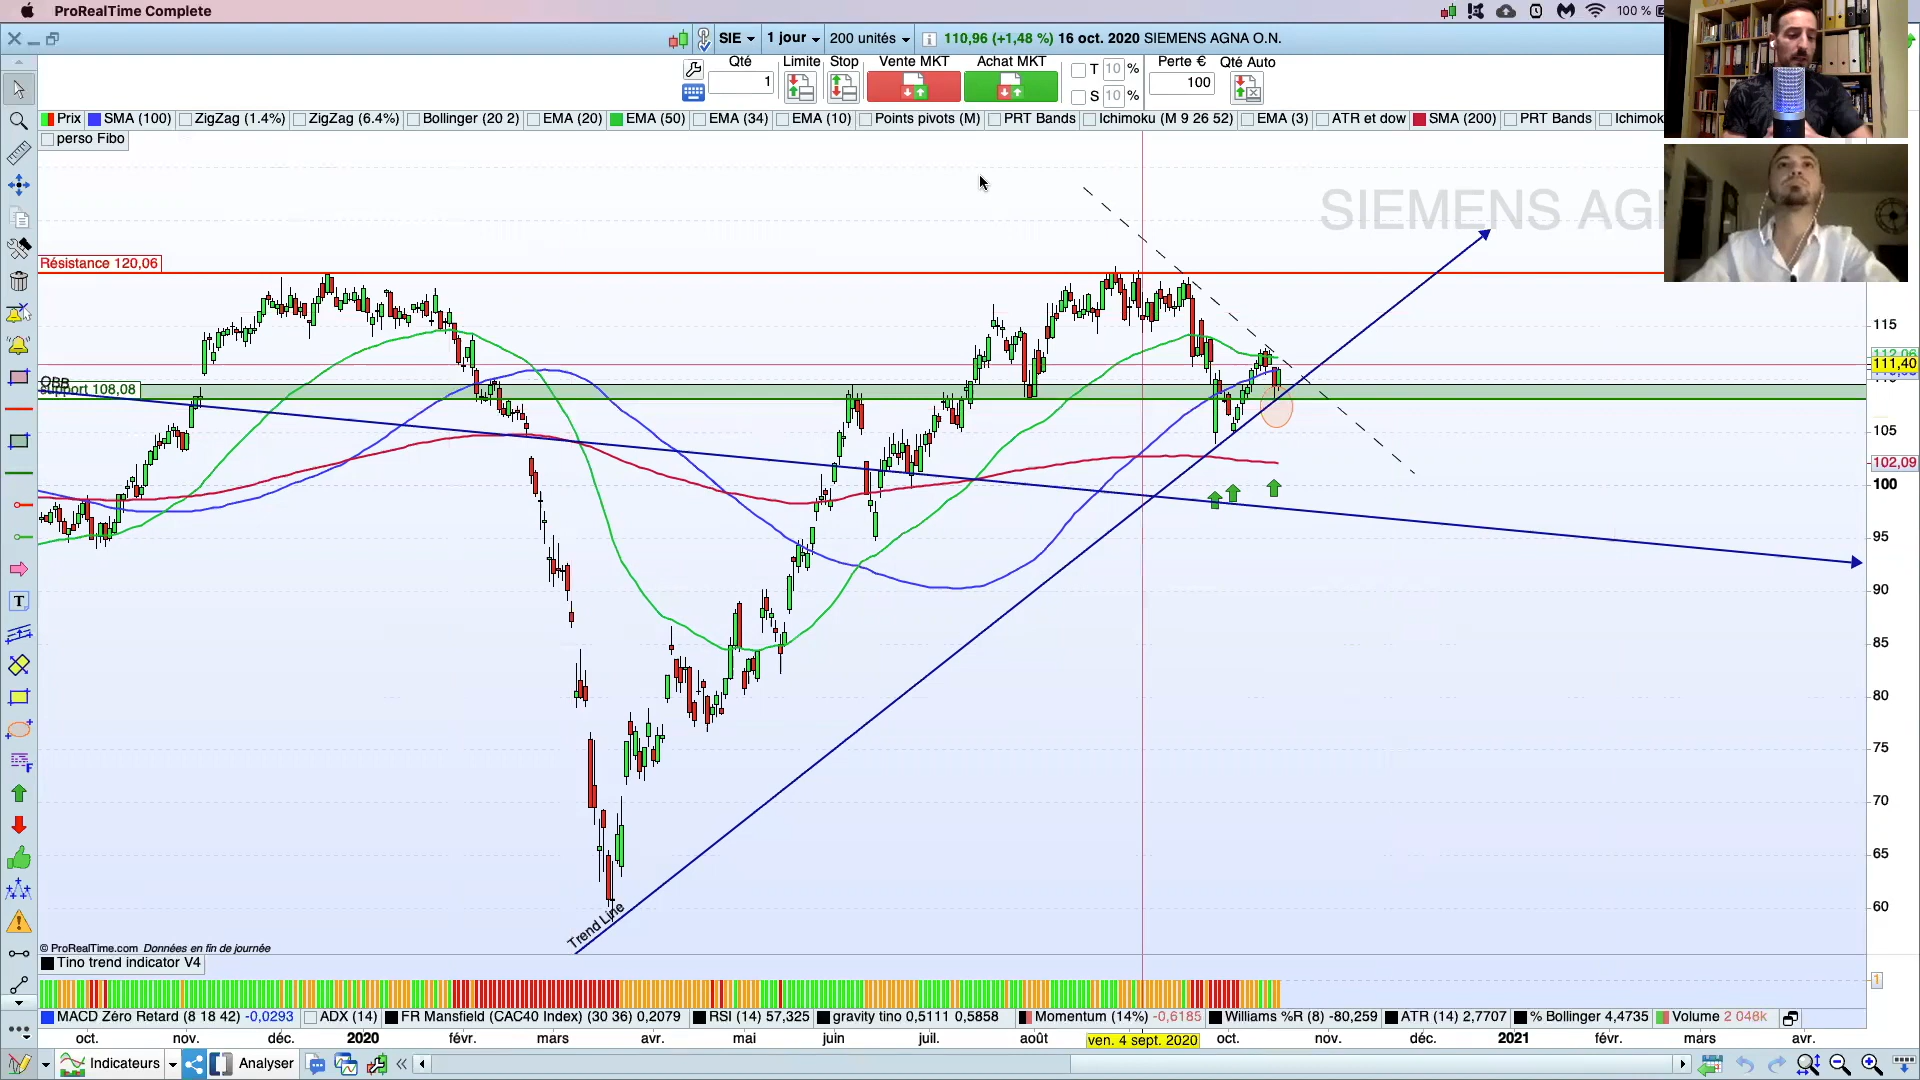 ProRealTime Complete
100 %
SIE 1 jour 200 unités 110,96 (+1,48 %) 16 oct. 2020 SIEMENS AGNA O.N.
Qté Limite Stop Vente MKT Achat MKT T 10 % Perte € Qté Auto
1 S 10 % 100
Prix SMA (100) ZigZag (1.4%) ZigZag (6.4%) Bollinger (20 2) EMA (20) EMA (50) EMA (34) EMA (10) Points pivots (M) PRT Bands Ichimoku (M 9 26 52) EMA (3) ATR et dow SMA (200) PRT Bands Ichimok
perso Fibo
SIEMENS AG
Résistance 120,06
115
112,06
111,40
110
support 108,08
105
102,09
100
95
90
85
80
75
70
65
60
Trend Line
© ProRealTime.com Données en fin de journée
Tino trend indicator V4
1
MACD Zéro Retard (8 18 42) -0,0293 ADX (14) FR Mansfield (CAC40 Index) (30 36) 0,2079 RSI (14) 57,325 gravity tino 0,5111 0,5858 Momentum (14%) -0,6185 Williams %R (8) -80,259 ATR (14) 2,7707 % Bollinger 4,4735 Volume 2 048k
oct. nov. déc. 2020 févr. mars avr. mai juin juil. août ven. 4 sept. 2020 oct. nov. déc. 2021 févr. mars avr.
Indicateurs Analyser